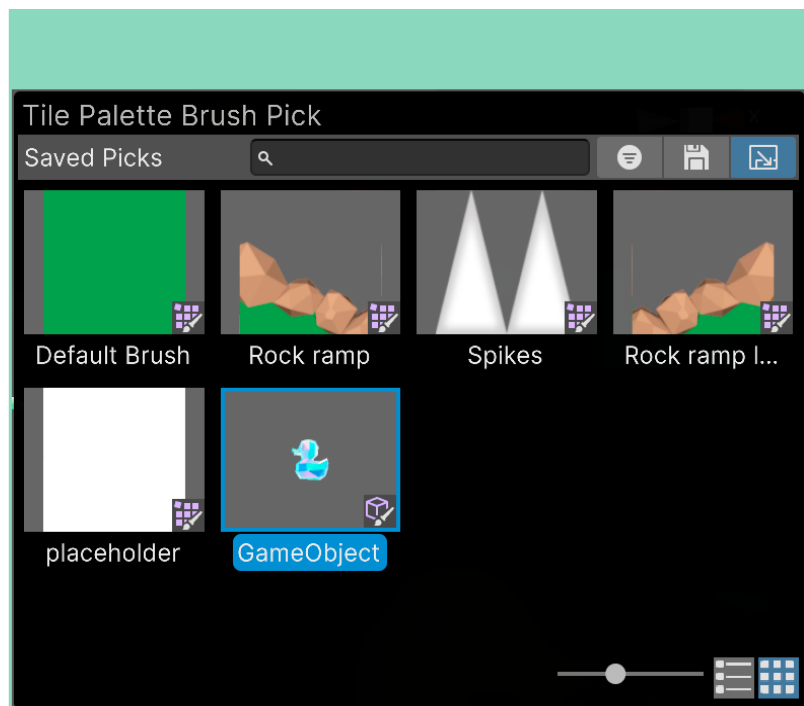 Tile Palette Brush Pick
Saved Picks
Default Brush
Rock ramp
Spikes
Rock ramp l...
placeholder
GameObject